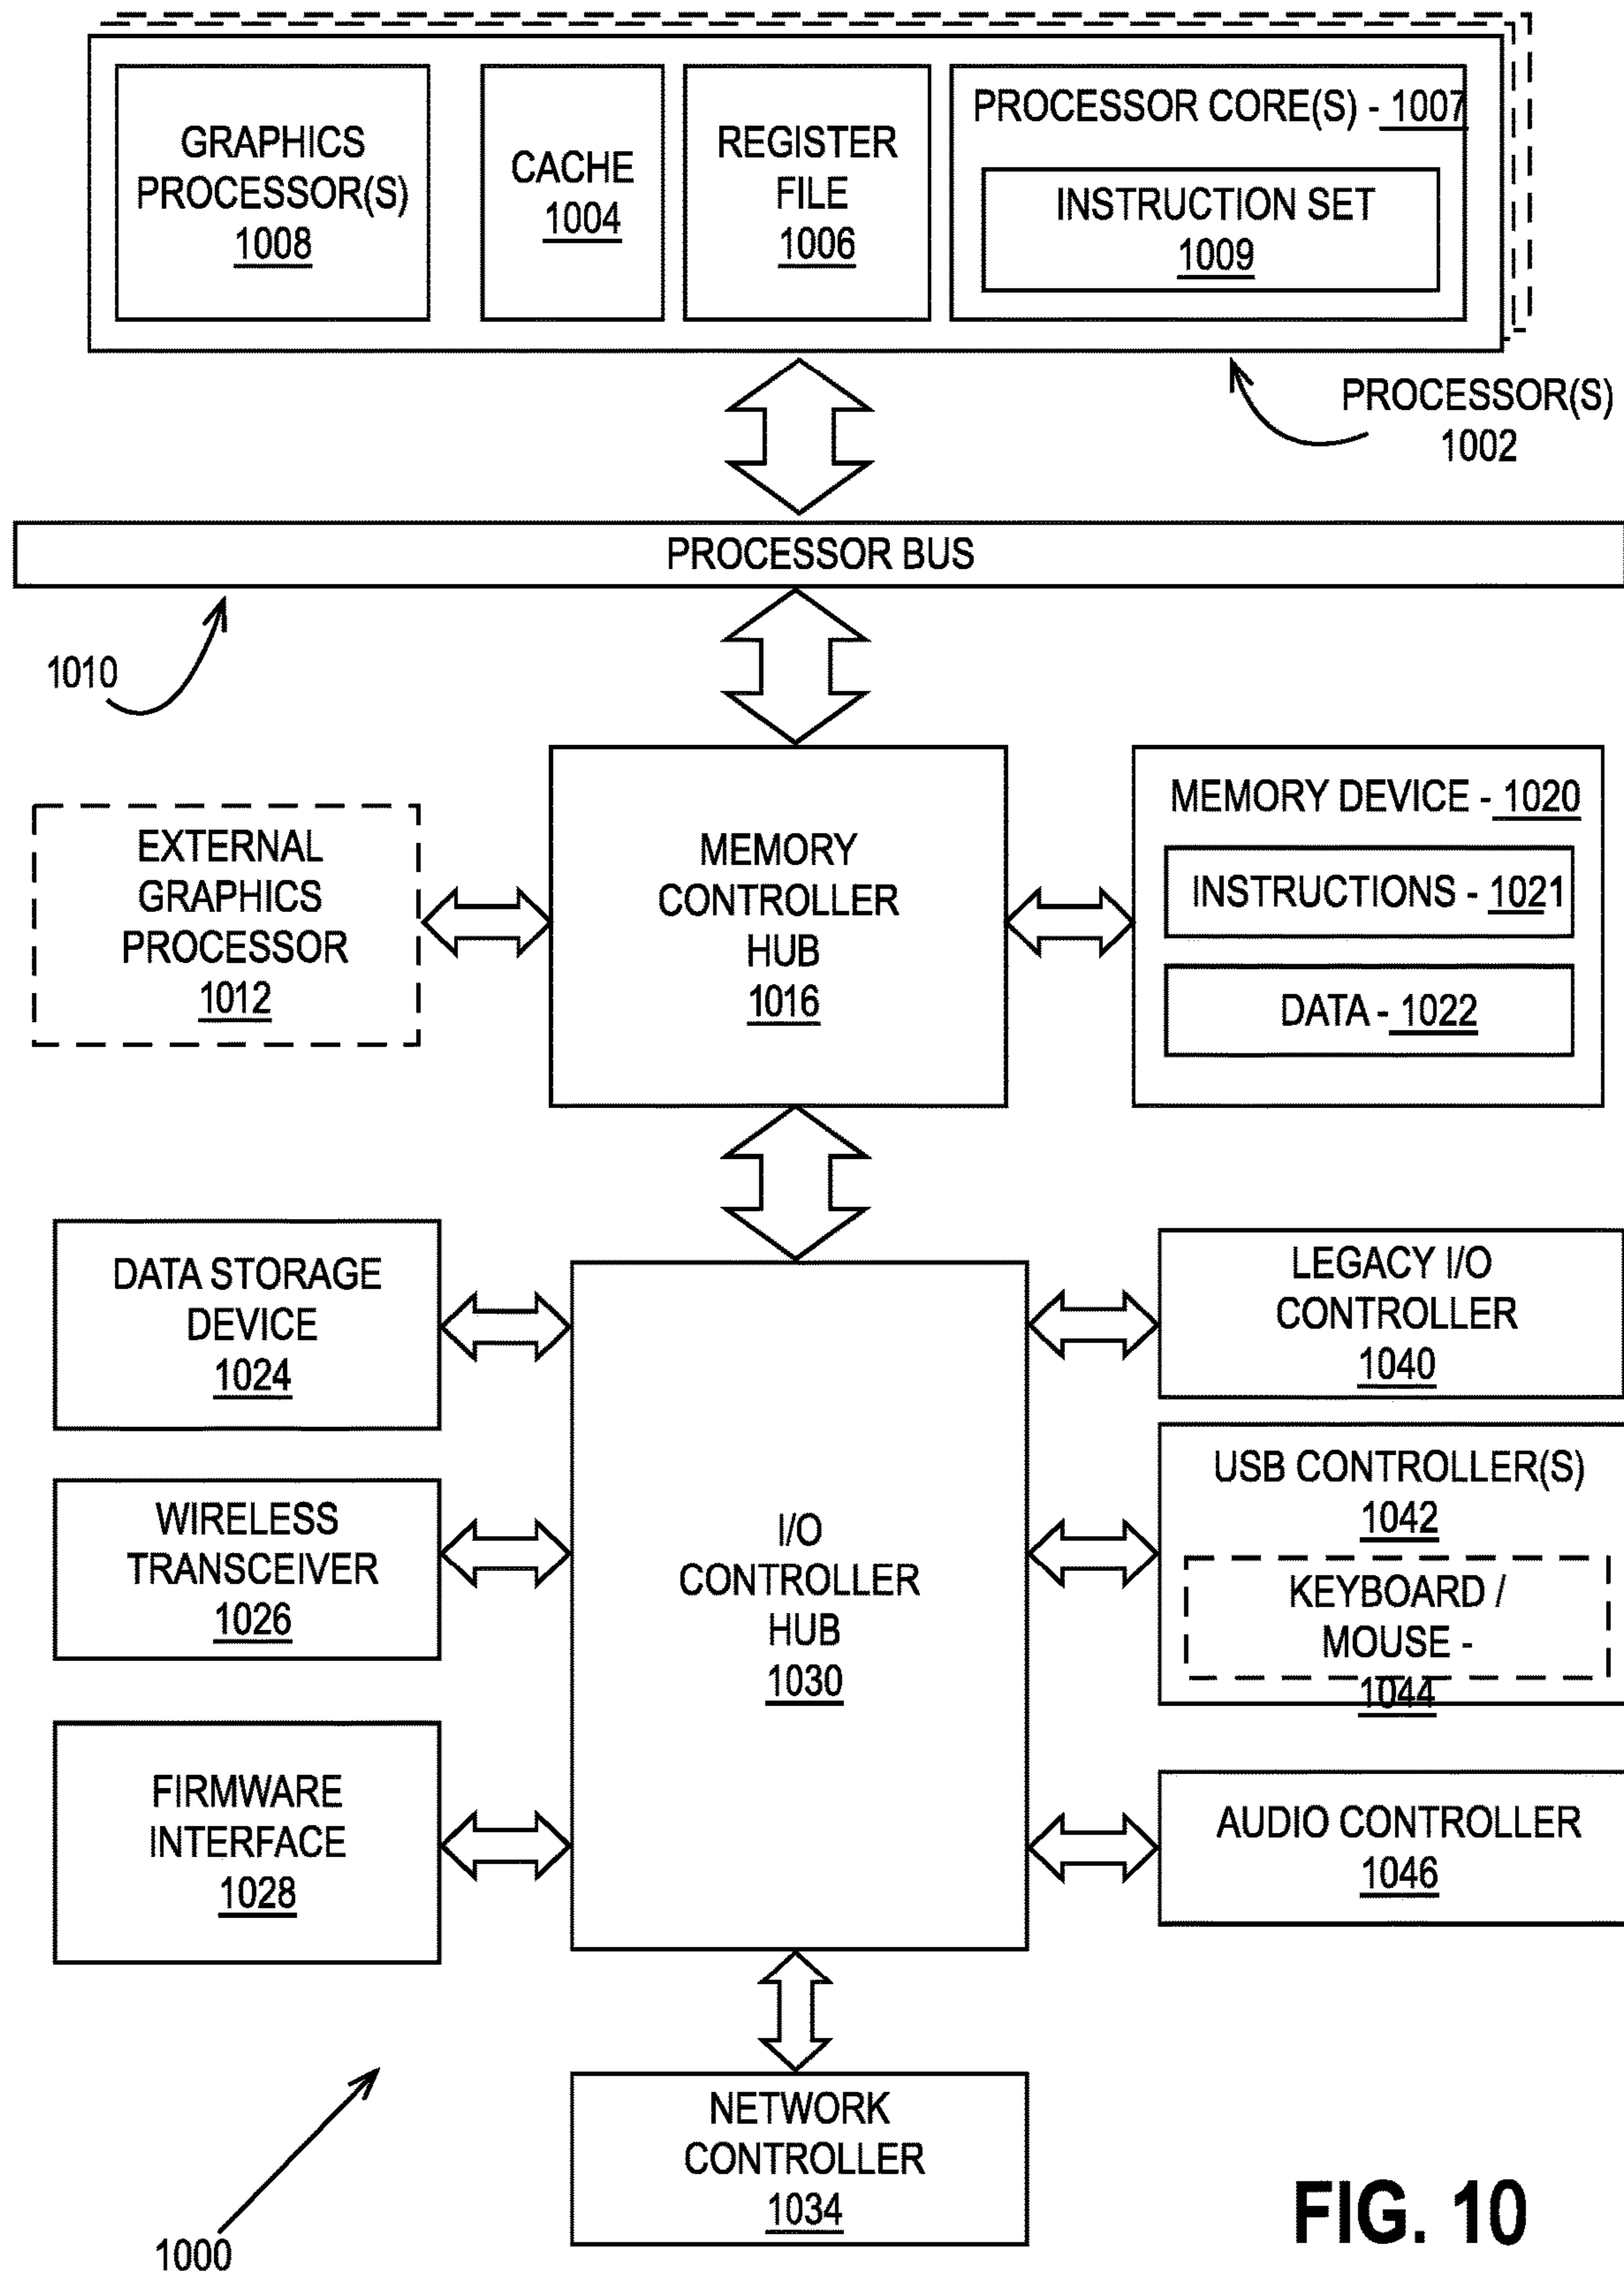 GRAPHICS
PROCESSOR(S)
1008
CACHE
1004
REGISTER
FILE
1006
PROCESSOR CORE(S) - 1007
INSTRUCTION SET
1009
PROCESSOR(S)
1002
PROCESSOR BUS
1010
EXTERNAL
GRAPHICS
PROCESSOR
1012
MEMORY
CONTROLLER
HUB
1016
MEMORY DEVICE - 1020
INSTRUCTIONS - 1021
DATA - 1022
DATA STORAGE
DEVICE
1024
WIRELESS
TRANSCEIVER
1026
FIRMWARE
INTERFACE
1028
I/O
CONTROLLER
HUB
1030
LEGACY I/O
CONTROLLER
1040
USB CONTROLLER(S)
1042
KEYBOARD /
MOUSE -
1044
AUDIO CONTROLLER
1046
NETWORK
CONTROLLER
1034
1000
FIG. 10